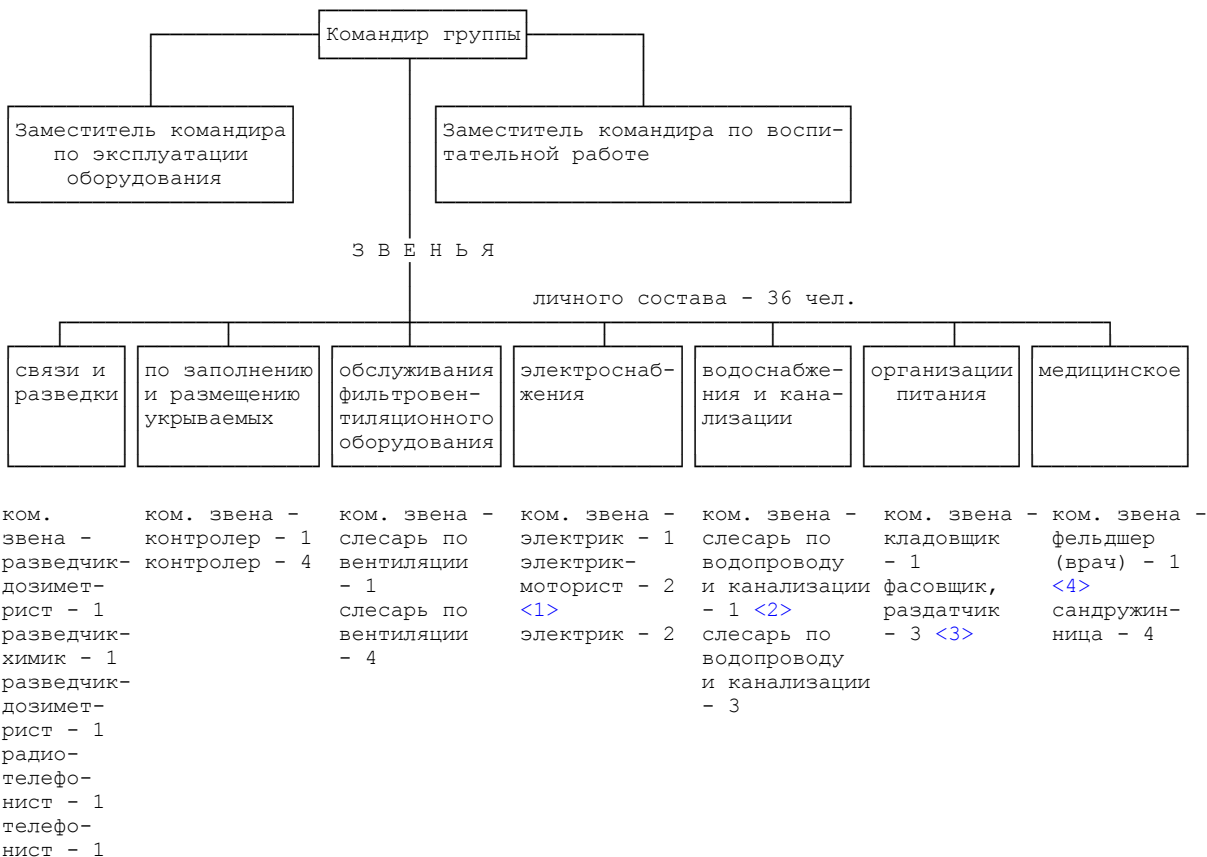 Командир группы
Заместитель командира
по эксплуатации
оборудования
Заместитель командира по воспи-
тательной работе
З В Е Н Ь Я
личного состава - 36 чел.
связи и
разведки
по заполнению
и размещению
укрываемых
обслуживания
фильтровен-
тиляционного
оборудования
электроснаб-
жения
водоснабже-
ния и кана-
лизации
организации
питания
медицинское
ком.
звена -
разведчик-
дозимет-
рист - 1
разведчик-
химик - 1
разведчик-
дозимет-
рист - 1
радио-
телефо-
нист - 1
телефо-
нист - 1
ком. звена -
контролер - 1
контролер - 4
ком. звена -
слесарь по
вентиляции
- 1
слесарь по
вентиляции
- 4
ком. звена -
электрик - 1
электрик-
моторист - 2
<1>
электрик - 2
ком. звена -
слесарь по
водопроводу
и канализации
- 1 <2>
слесарь по
водопроводу
и канализации
- 3
ком. звена -
кладовщик
- 1
фасовщик,
раздатчик
- 3 <3>
ком. звена -
фельдшер
(врач) - 1
<4>
сандружин-
ница - 4